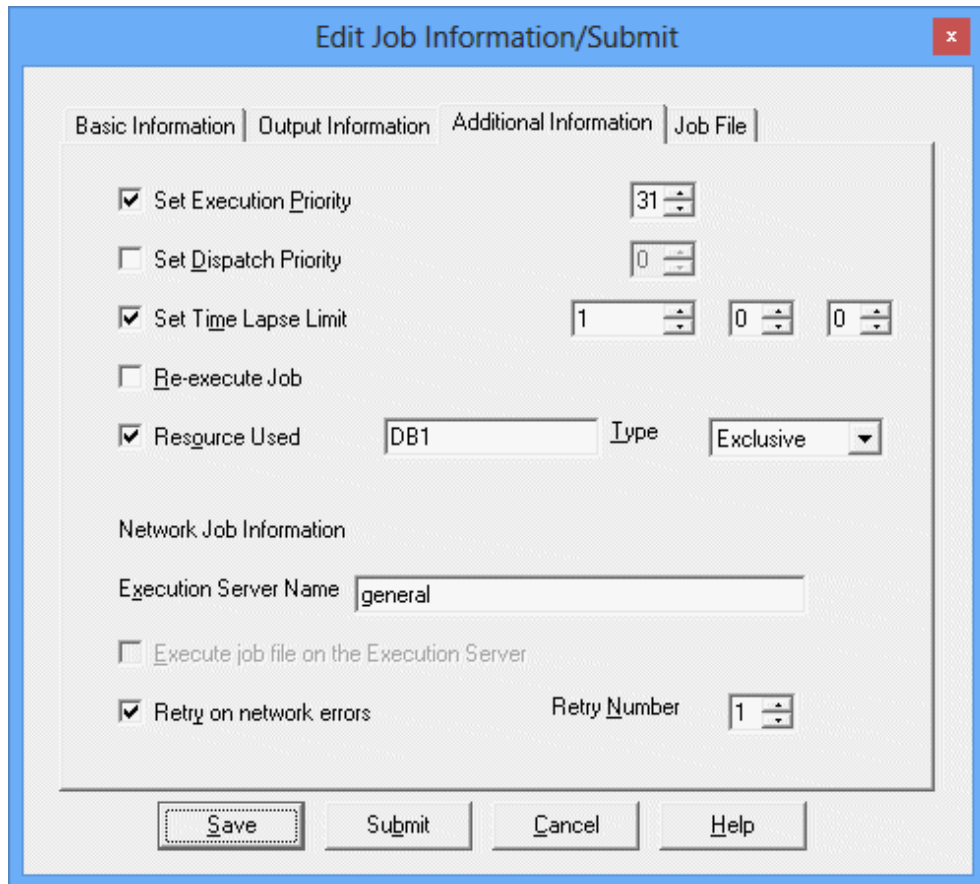 Edit Job Information/Submit
x
Basic Information Output Information Additional Information Job File
Set Execution Priority 31
Set Dispatch Priority 0
Set Time Lapse Limit 1 0 0
Re-execute Job
Resource Used DB1 Type Exclusive
Network Job Information
Execution Server Name general
Execute job file on the Execution Server
Retry on network errors Retry Number 1
Save Submit Cancel Help